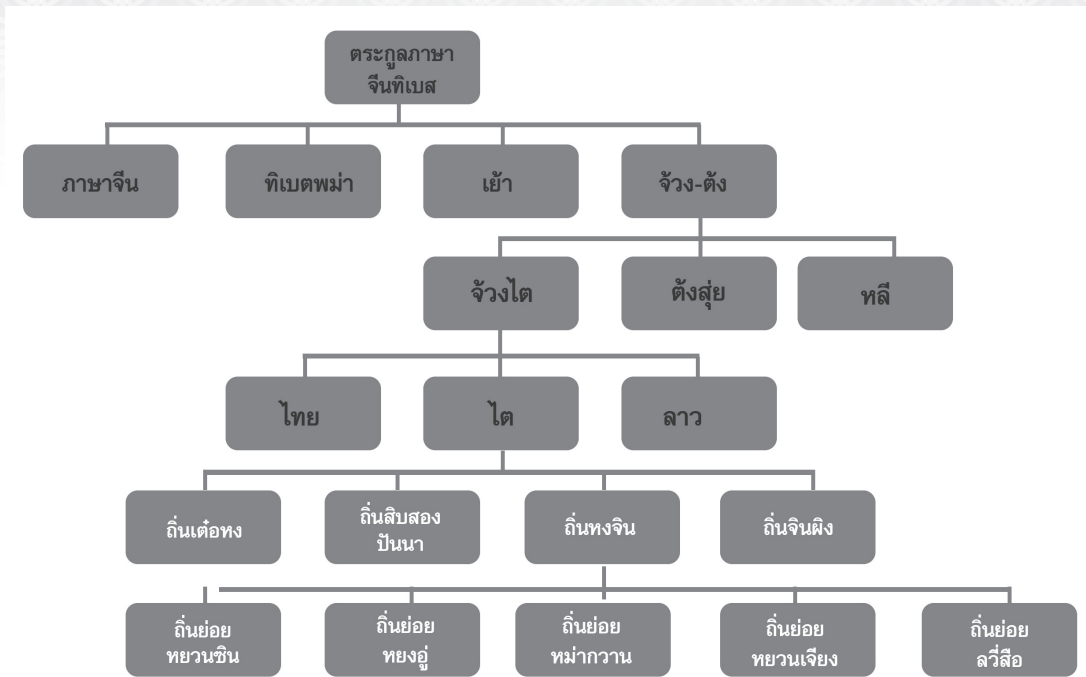 ตระกูลภาษา
จีนทิเบส
ภาษาจีน
ทิเบตพม่า
เย้า
จ้วง-ต้ง
จ้วงไต
ต้งสุ่ย
หลี
ไทย
ไต
ลาว
ถิ่นเต๋อหง
ถิ่นสิบสอง
ปันนา
ถิ่นหงจิน
ถิ่นจินผิง
ถิ่นย่อย
หยวนซิน
ถิ่นย่อย
หยงอู่
ถิ่นย่อย
หม่ากวาน
ถิ่นย่อย
หยวนเจียง
ถิ่นย่อย
ลวี่สือ